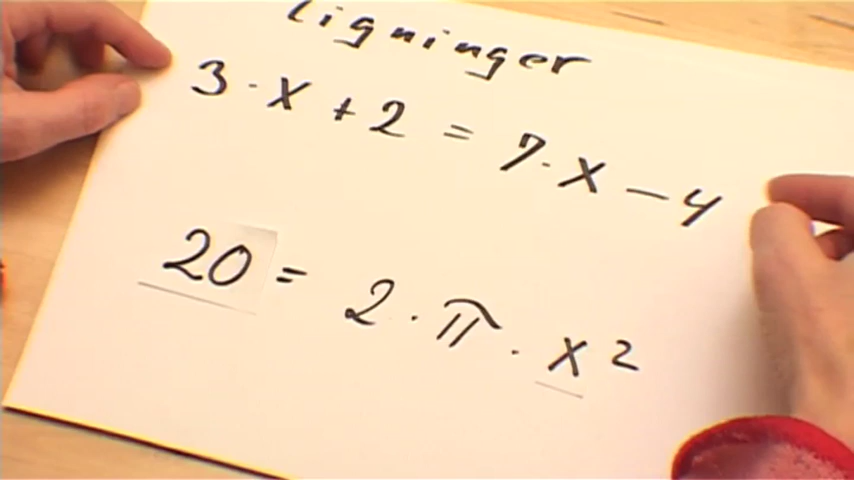 ligninger
3 · x + 2 = 7 · x - 4
20 = 2 · π · x²